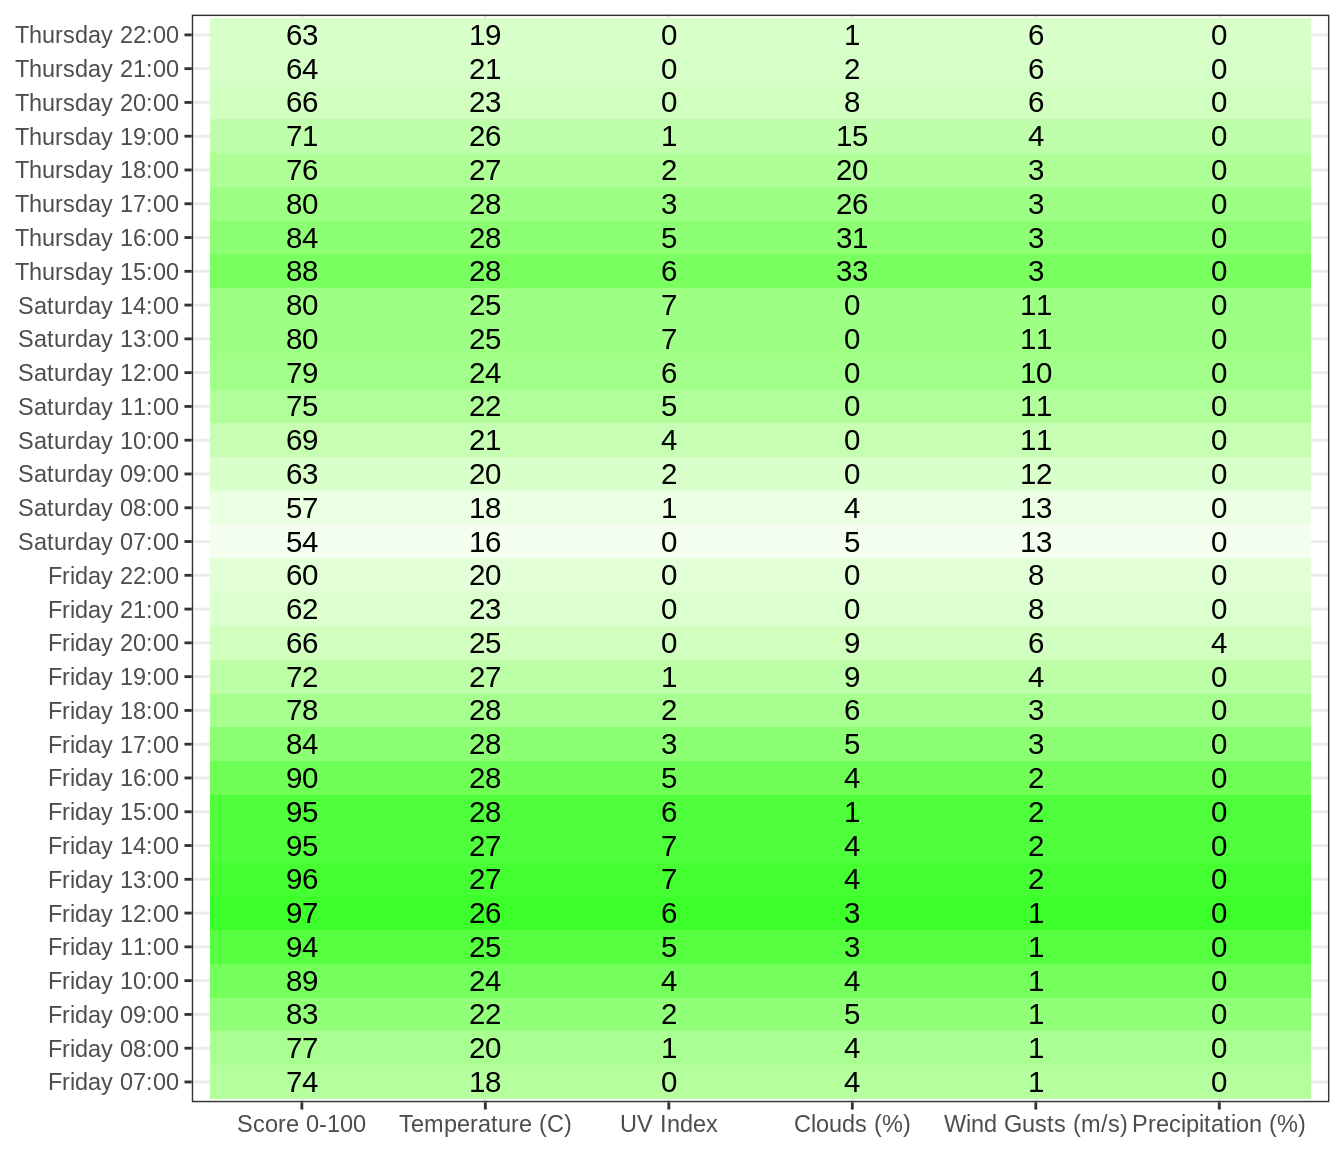 Thursday 22:00 63 19 0 1 6 0
Thursday 21:00 64 21 0 2 6 0
Thursday 20:00 66 23 0 8 6 0
Thursday 19:00 71 26 1 15 4 0
Thursday 18:00 76 27 2 20 3 0
Thursday 17:00 80 28 3 26 3 0
Thursday 16:00 84 28 5 31 3 0
Thursday 15:00 88 28 6 33 3 0
Saturday 14:00 80 25 7 0 11 0
Saturday 13:00 80 25 7 0 11 0
Saturday 12:00 79 24 6 0 10 0
Saturday 11:00 75 22 5 0 11 0
Saturday 10:00 69 21 4 0 11 0
Saturday 09:00 63 20 2 0 12 0
Saturday 08:00 57 18 1 4 13 0
Saturday 07:00 54 16 0 5 13 0
Friday 22:00 60 20 0 0 8 0
Friday 21:00 62 23 0 0 8 0
Friday 20:00 66 25 0 9 6 4
Friday 19:00 72 27 1 9 4 0
Friday 18:00 78 28 2 6 3 0
Friday 17:00 84 28 3 5 3 0
Friday 16:00 90 28 5 4 2 0
Friday 15:00 95 28 6 1 2 0
Friday 14:00 95 27 7 4 2 0
Friday 13:00 96 27 7 4 2 0
Friday 12:00 97 26 6 3 1 0
Friday 11:00 94 25 5 3 1 0
Friday 10:00 89 24 4 4 1 0
Friday 09:00 83 22 2 5 1 0
Friday 08:00 77 20 1 4 1 0
Friday 07:00 74 18 0 4 1 0
Score 0-100 Temperature (C) UV Index Clouds (%) Wind Gusts (m/s) Precipitation (%)